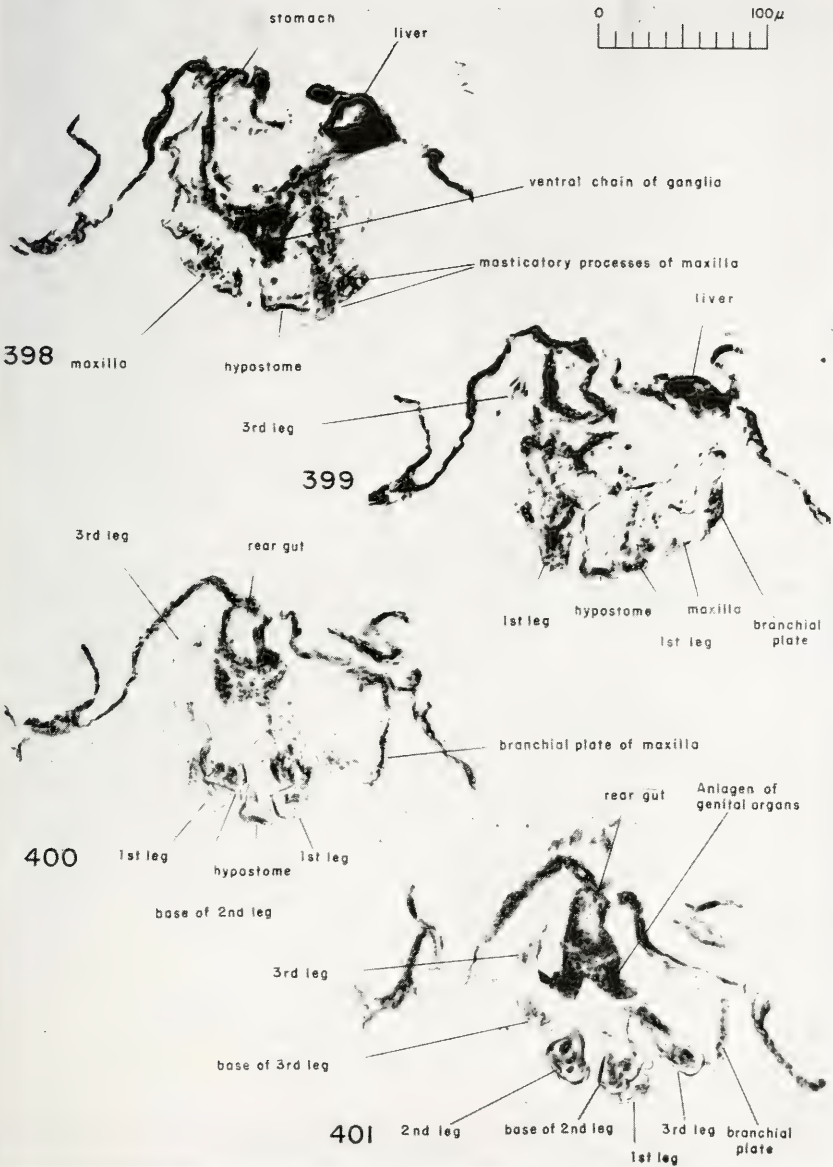 0 100μ
stomach
liver
ventral chain of ganglia
masticatory processes of maxilla
398
maxilla
hypostome
liver
3rd leg
399
1st leg
hypostome
maxilla
1st leg
branchial
plate
3rd leg
rear gut
branchial plate of maxilla
400
1st leg
hypostome
1st leg
base of 2nd leg
rear gut
Anlagen of
genital organs
3rd leg
base of 3rd leg
401
2nd leg
base of 2nd leg
1st leg
3rd leg
branchial
plate